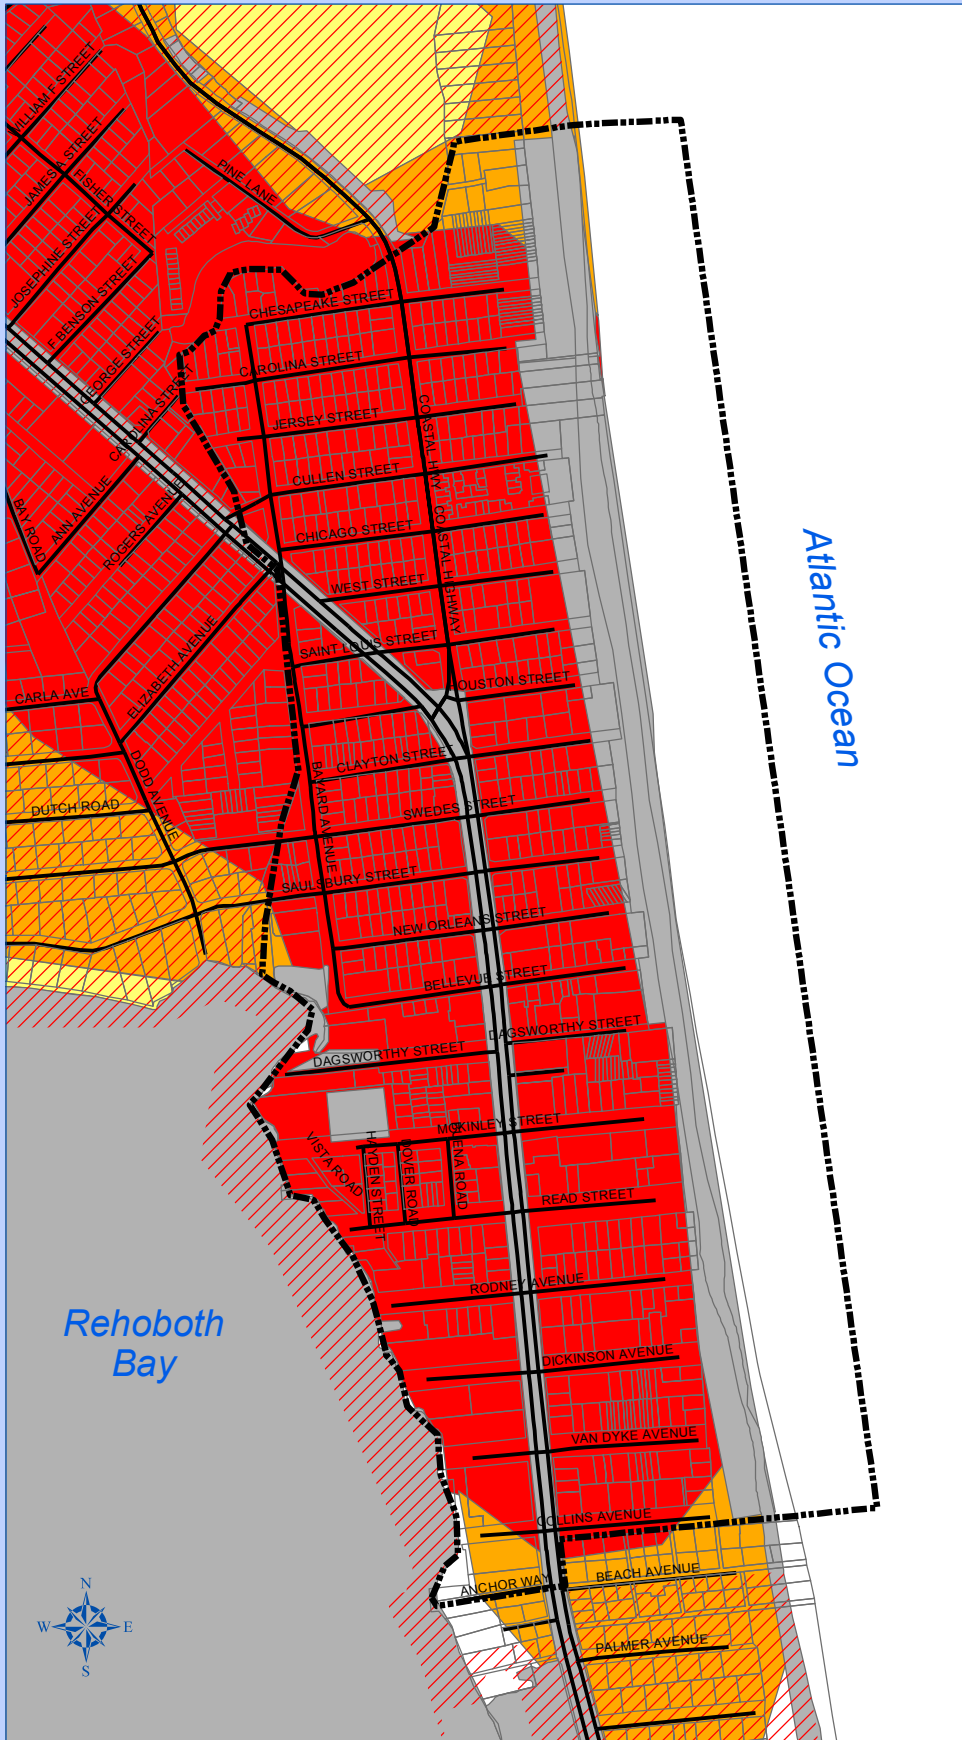 WILLIAM F STREET
JAMES A STREET
FISHER STREET
PINE LANE
JOSEPHINE STREET
F BENSON STREET
GEORGE STREET
CAROLINA STREET
CHESAPEAKE STREET
CAROLINA STREET
JERSEY STREET
COASTAL HWY
CULLEN STREET
COASTAL HIGHWAY
CHICAGO STREET
BAY ROAD
ANN AVENUE
ROGERS AVENUE
WEST STREET
Atlantic Ocean
SAINT LOUIS STREET
ELIZABETH AVENUE
HOUSTON STREET
CARLA AVE
CLAYTON STREET
DODD AVENUE
BAYARD AVENUE
DUTCH ROAD
SWEDES STREET
SAULSBURY STREET
NEW ORLEANS STREET
BELLEVUE STREET
DAGSWORTHY STREET
DAGSWORTHY STREET
MCKINLEY STREET
VISTA ROAD
HAYDEN STREET
DOVER ROAD
READ STREET
RODNEY AVENUE
Rehoboth
Bay
DICKINSON AVENUE
VAN DYKE AVENUE
COLLINS AVENUE
ANCHOR WAY
BEACH AVENUE
PALMER AVENUE
N
W
E
S